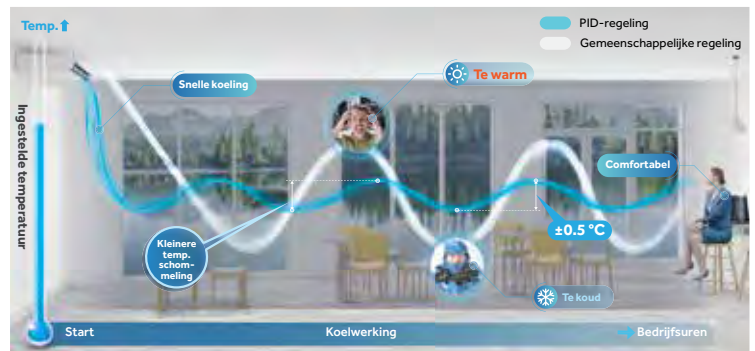 Temp.
PID-regeling
Gemeenschappelijke regeling
Snelle koeling
Te warm
Ingestelde temperatuur
Comfortabel
±0.5 °C
Kleinere
temp.
schom-
meling
Te koud
Start
Koelwerking
Bedrijfsuren